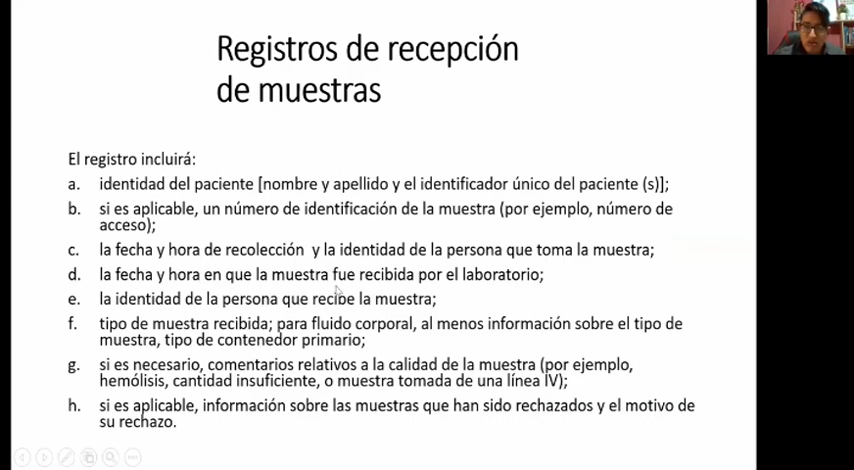 Registros de recepción
de muestras
El registro incluirá:
a. identidad del paciente [nombre y apellido y el identificador único del paciente (s)];
b. si es aplicable, un número de identificación de la muestra (por ejemplo, número de
acceso);
c. la fecha y hora de recolección y la identidad de la persona que toma la muestra;
d. la fecha y hora en que la muestra fue recibida por el laboratorio;
e. la identidad de la persona que recibe la muestra;
f. tipo de muestra recibida; para fluido corporal, al menos información sobre el tipo de
muestra, tipo de contenedor primario;
g. si es necesario, comentarios relativos a la calidad de la muestra (por ejemplo,
hemólisis, cantidad insuficiente, o muestra tomada de una línea IV);
h. si es aplicable, información sobre las muestras que han sido rechazados y el motivo de
su rechazo.